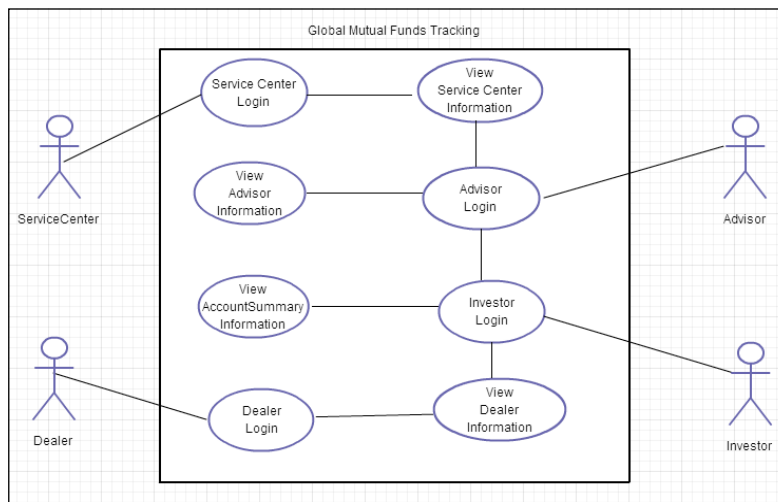 Global Mutual Funds Tracking
Service Center
Login
View
Service Center
Information
ServiceCenter
View
Advisor
Information
Advisor
Login
Advisor
View
AccountSummary
Information
Investor
Login
Dealer
Dealer
Login
View
Dealer
Information
Investor